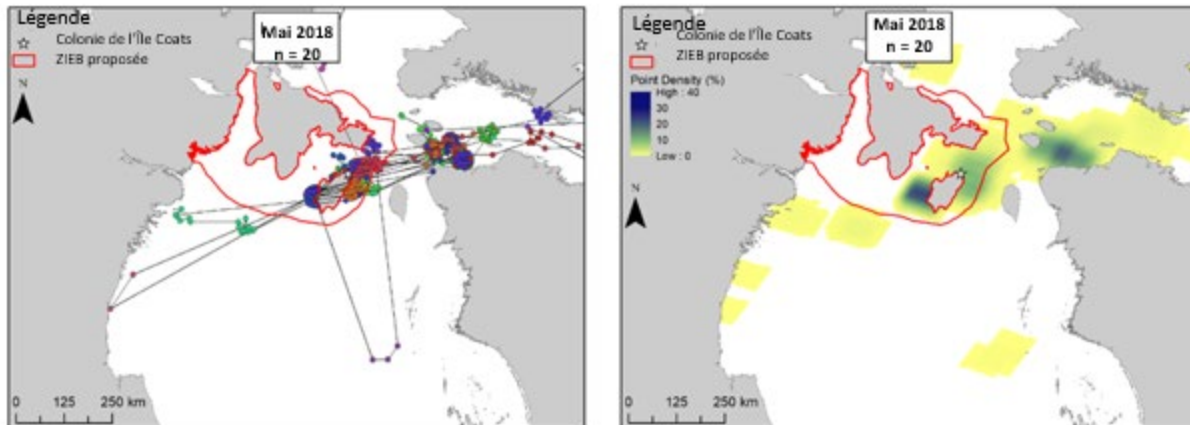 Légende
Colonie de l'Île Coats
ZIEB proposée
Mai 2018
n = 20
N
0 125 250 km
Légende
Colonie de l'Île Coats
ZIEB proposée
Point Density (%)
High : 40
30
20
10
Low : 0
Mai 2018
n = 20
N
0 125 250 km